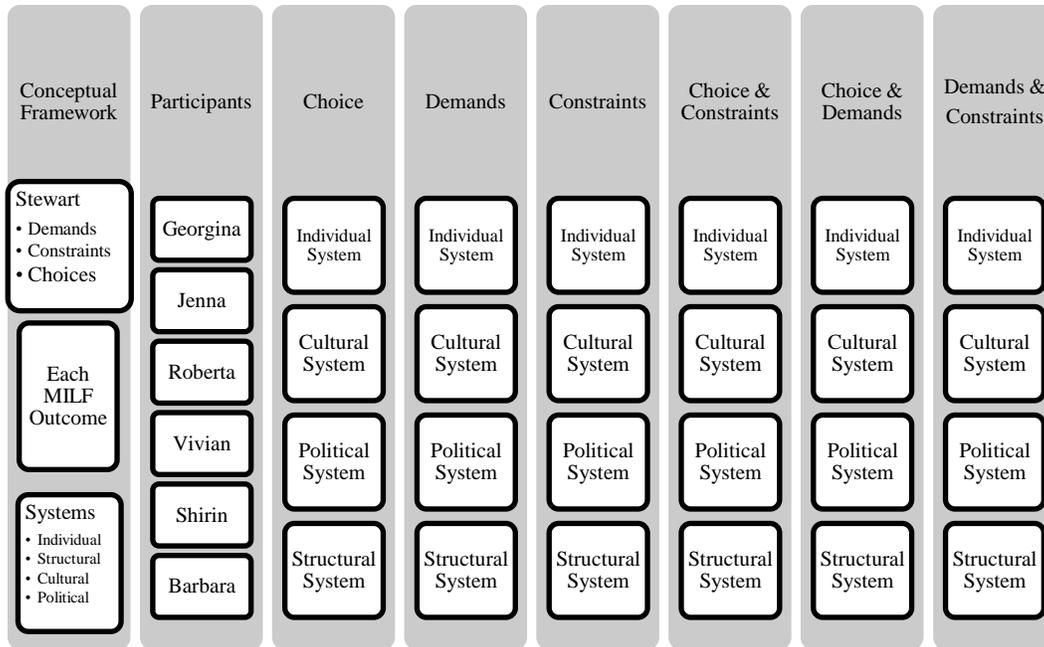 Conceptual
Framework
Stewart
• Demands
• Constraints
• Choices
Each
MILF
Outcome
Systems
• Individual
• Structural
• Cultural
• Political
Participants
Georgina
Jenna
Roberta
Vivian
Shirin
Barbara
Choice
Individual
System
Cultural
System
Political
System
Structural
System
Demands
Individual
System
Cultural
System
Political
System
Structural
System
Constraints
Individual
System
Cultural
System
Political
System
Structural
System
Choice &
Constraints
Individual
System
Cultural
System
Political
System
Structural
System
Choice &
Demands
Individual
System
Cultural
System
Political
System
Structural
System
Demands &
Constraints
Individual
System
Cultural
System
Political
System
Structural
System